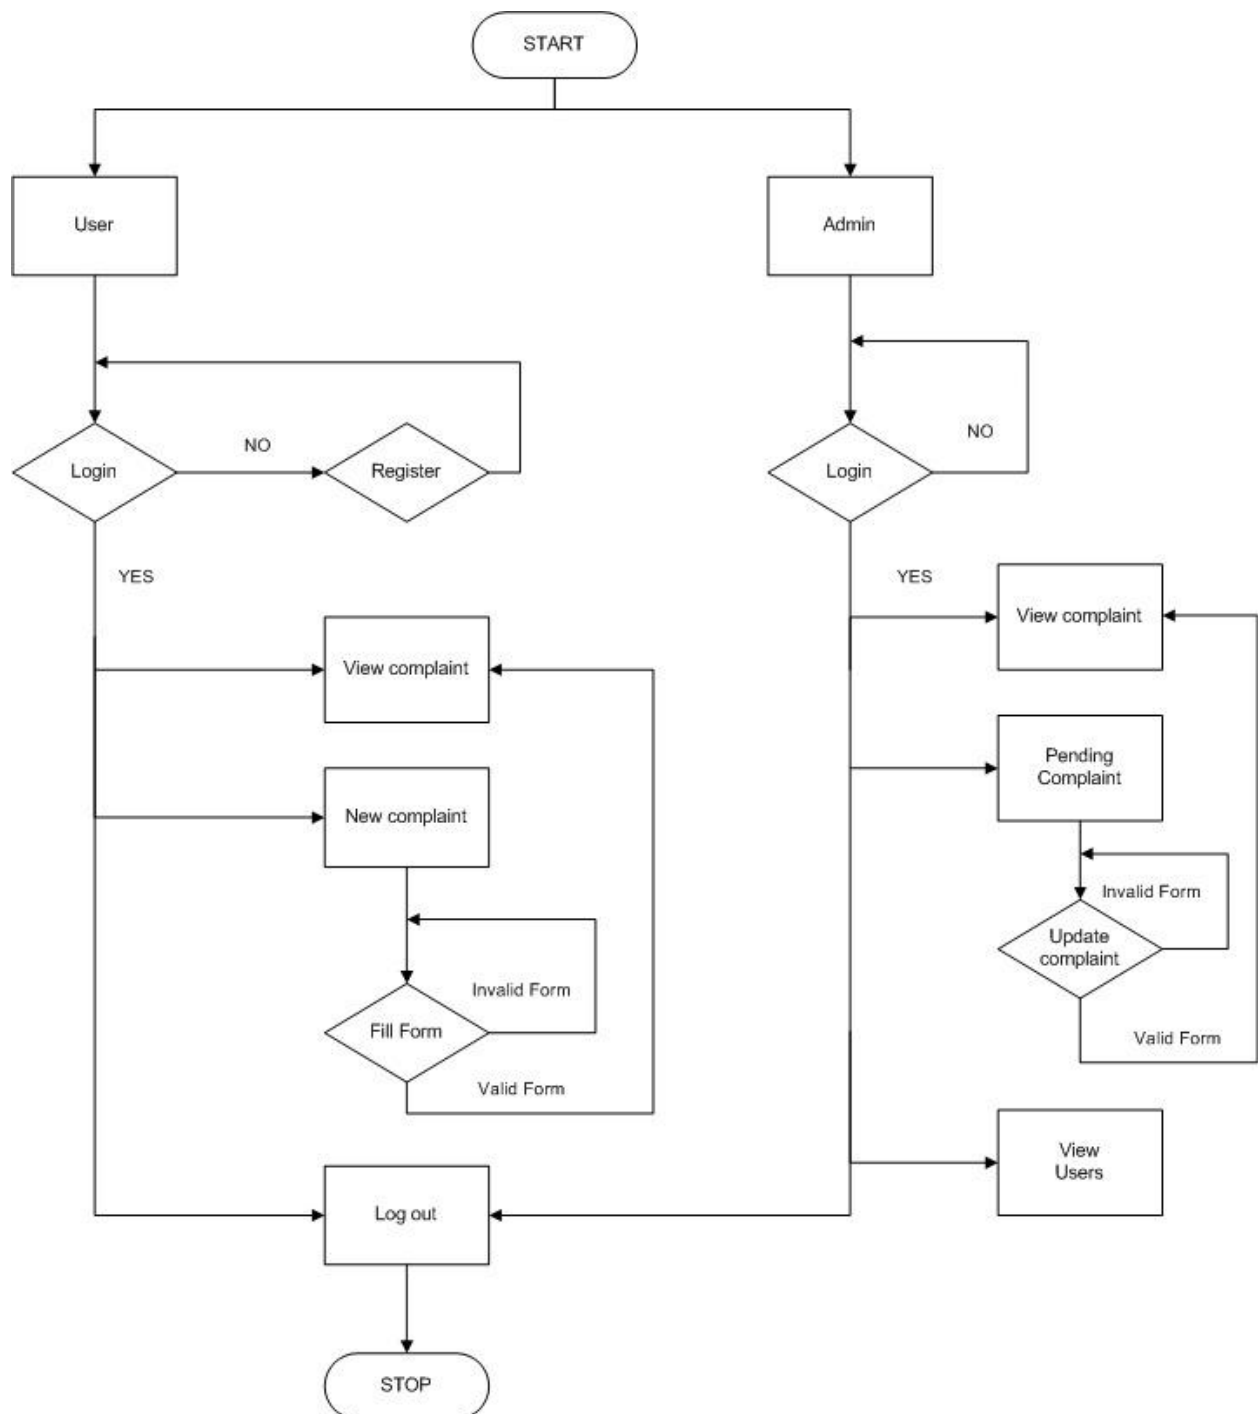 START
User
Admin
Login
NO
Register
Login
NO
YES
YES
View complaint
View complaint
Pending
Complaint
New complaint
Invalid Form
Update
complaint
Invalid Form
Fill Form
Valid Form
Valid Form
View
Users
Log out
STOP